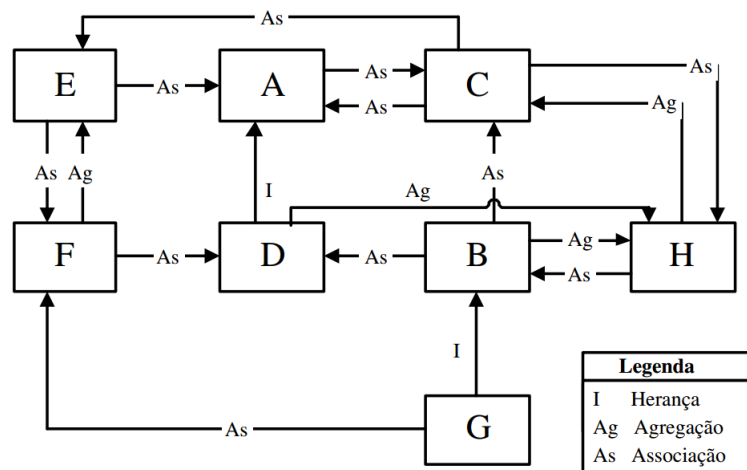 As
E
As
A
As
As
C
As
Ag
As
Ag
I
Ag
As
F
As
D
As
B
Ag
As
H
I
As
G
Legenda
I Herança
Ag Agregação
As Associação